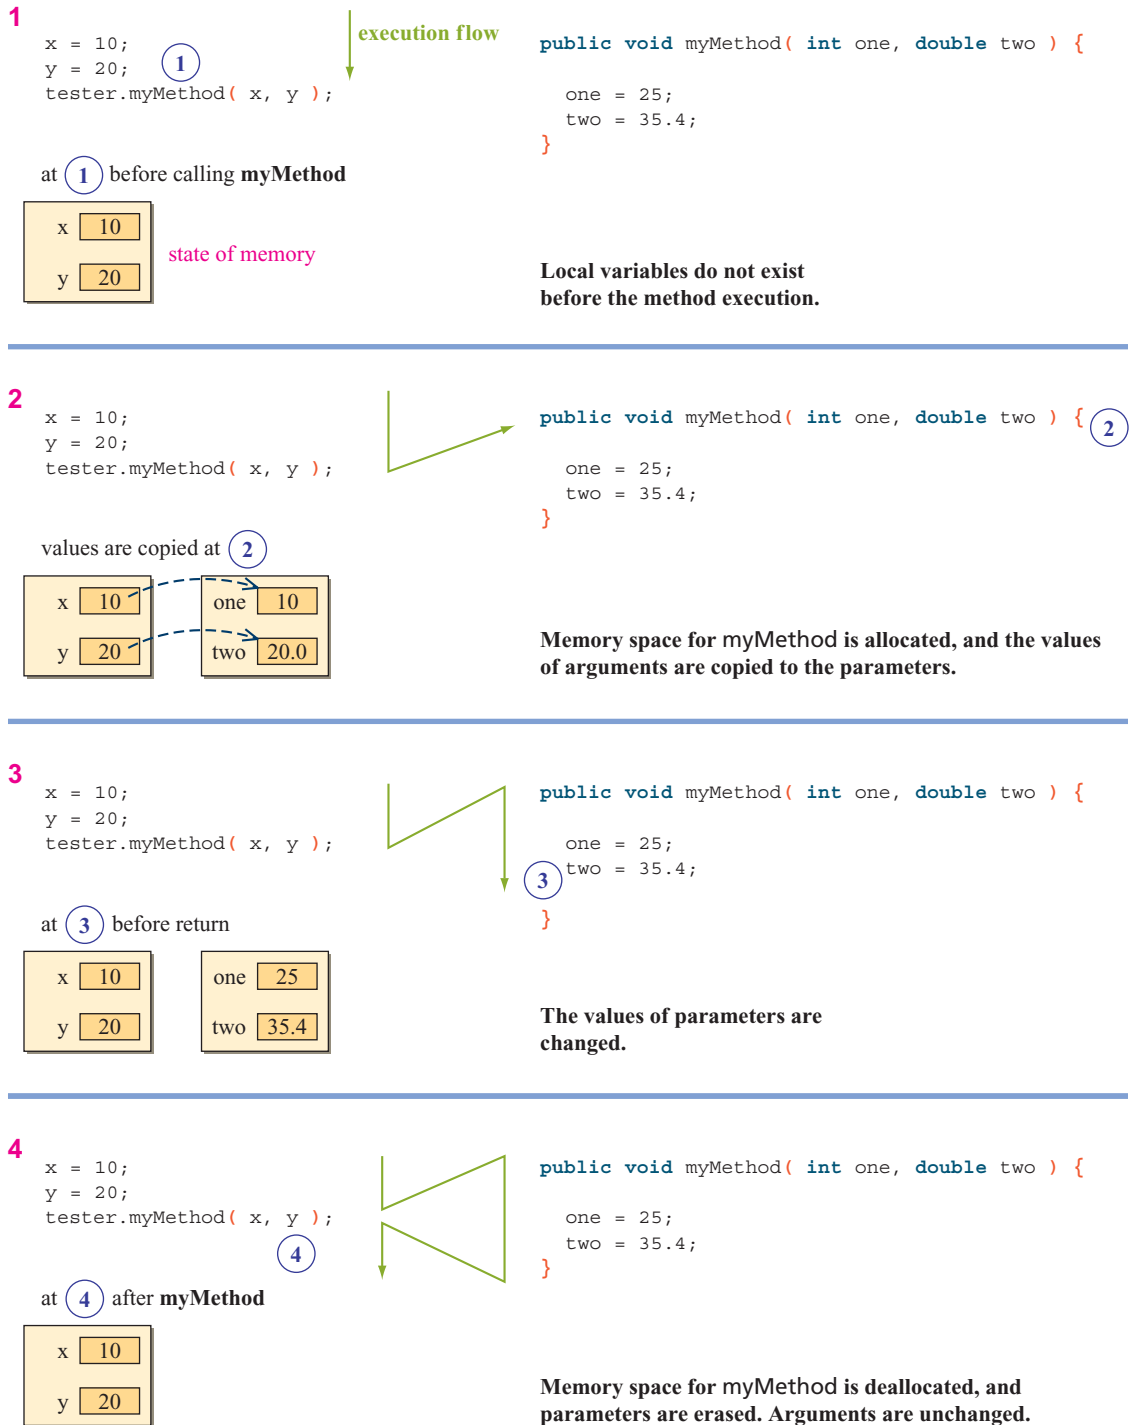 1
x = 10;
y = 20;
1
tester.myMethod( x, y );
execution flow
public void myMethod( int one, double two ) {
one = 25;
two = 35.4;
}
at 1 before calling myMethod
x 10
y 20
state of memory
Local variables do not exist
before the method execution.
2
x = 10;
y = 20;
tester.myMethod( x, y );
public void myMethod( int one, double two ) {
2
one = 25;
two = 35.4;
}
values are copied at 2
x 10
y 20
one 10
two 20.0
Memory space for myMethod is allocated, and the values
of arguments are copied to the parameters.
3
x = 10;
y = 20;
tester.myMethod( x, y );
public void myMethod( int one, double two ) {
one = 25;
two = 35.4;
3
}
at 3 before return
x 10
y 20
one 25
two 35.4
The values of parameters are
changed.
4
x = 10;
y = 20;
tester.myMethod( x, y );
4
public void myMethod( int one, double two ) {
one = 25;
two = 35.4;
}
at 4 after myMethod
x 10
y 20
Memory space for myMethod is deallocated, and
parameters are erased. Arguments are unchanged.